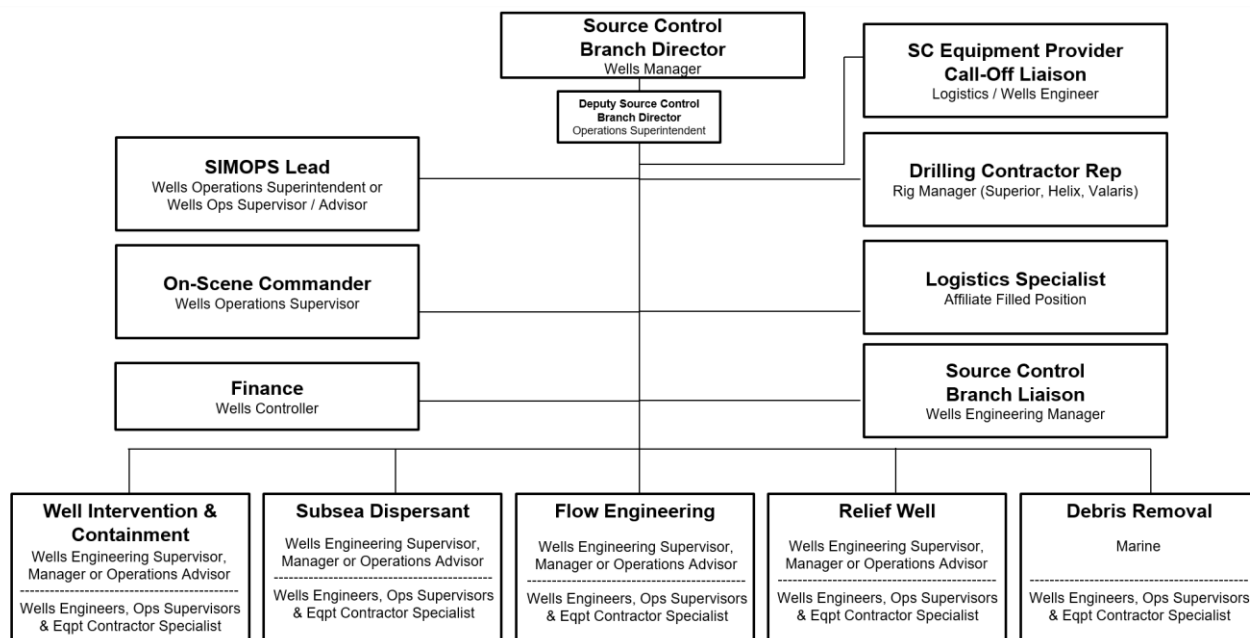 Source Control
Branch Director
Wells Manager
Deputy Source Control
Branch Director
Operations Superintendent
SC Equipment Provider
Call-Off Liaison
Logistics / Wells Engineer
SIMOPS Lead
Wells Operations Superintendent or
Wells Ops Supervisor / Advisor
Drilling Contractor Rep
Rig Manager (Superior, Helix, Valaris)
On-Scene Commander
Wells Operations Supervisor
Logistics Specialist
Affiliate Filled Position
Finance
Wells Controller
Source Control
Branch Liaison
Wells Engineering Manager
Well Intervention &
Containment
Wells Engineering Supervisor,
Manager or Operations Advisor
Wells Engineers, Ops Supervisors
& Eqpt Contractor Specialist
Subsea Dispersant
Wells Engineering Supervisor,
Manager or Operations Advisor
Wells Engineers, Ops Supervisors
& Eqpt Contractor Specialist
Flow Engineering
Wells Engineering Supervisor,
Manager or Operations Advisor
Wells Engineers, Ops Supervisors
& Eqpt Contractor Specialist
Relief Well
Wells Engineering Supervisor,
Manager or Operations Advisor
Wells Engineers, Ops Supervisors
& Eqpt Contractor Specialist
Debris Removal
Marine
Wells Engineers, Ops Supervisors
& Eqpt Contractor Specialist